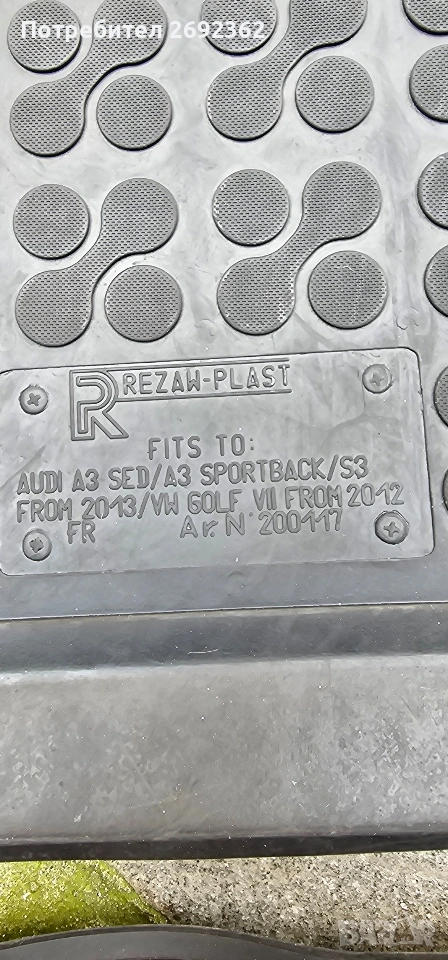 Потребител 2692362
REZAW-PLAST
FITS TO:
AUDI A3 SED/A3 SPORTBACK/S3
FROM 2013/VW GOLF VII FROM 2012
FR Ar. N° 200117